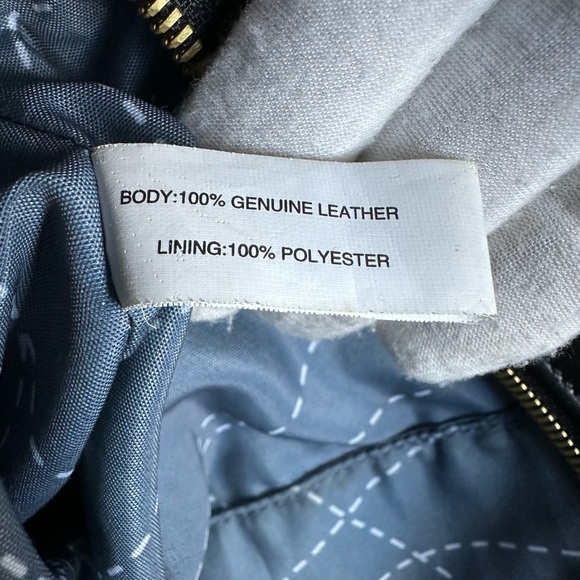 BODY:100% GENUINE LEATHER
LINING:100% POLYESTER